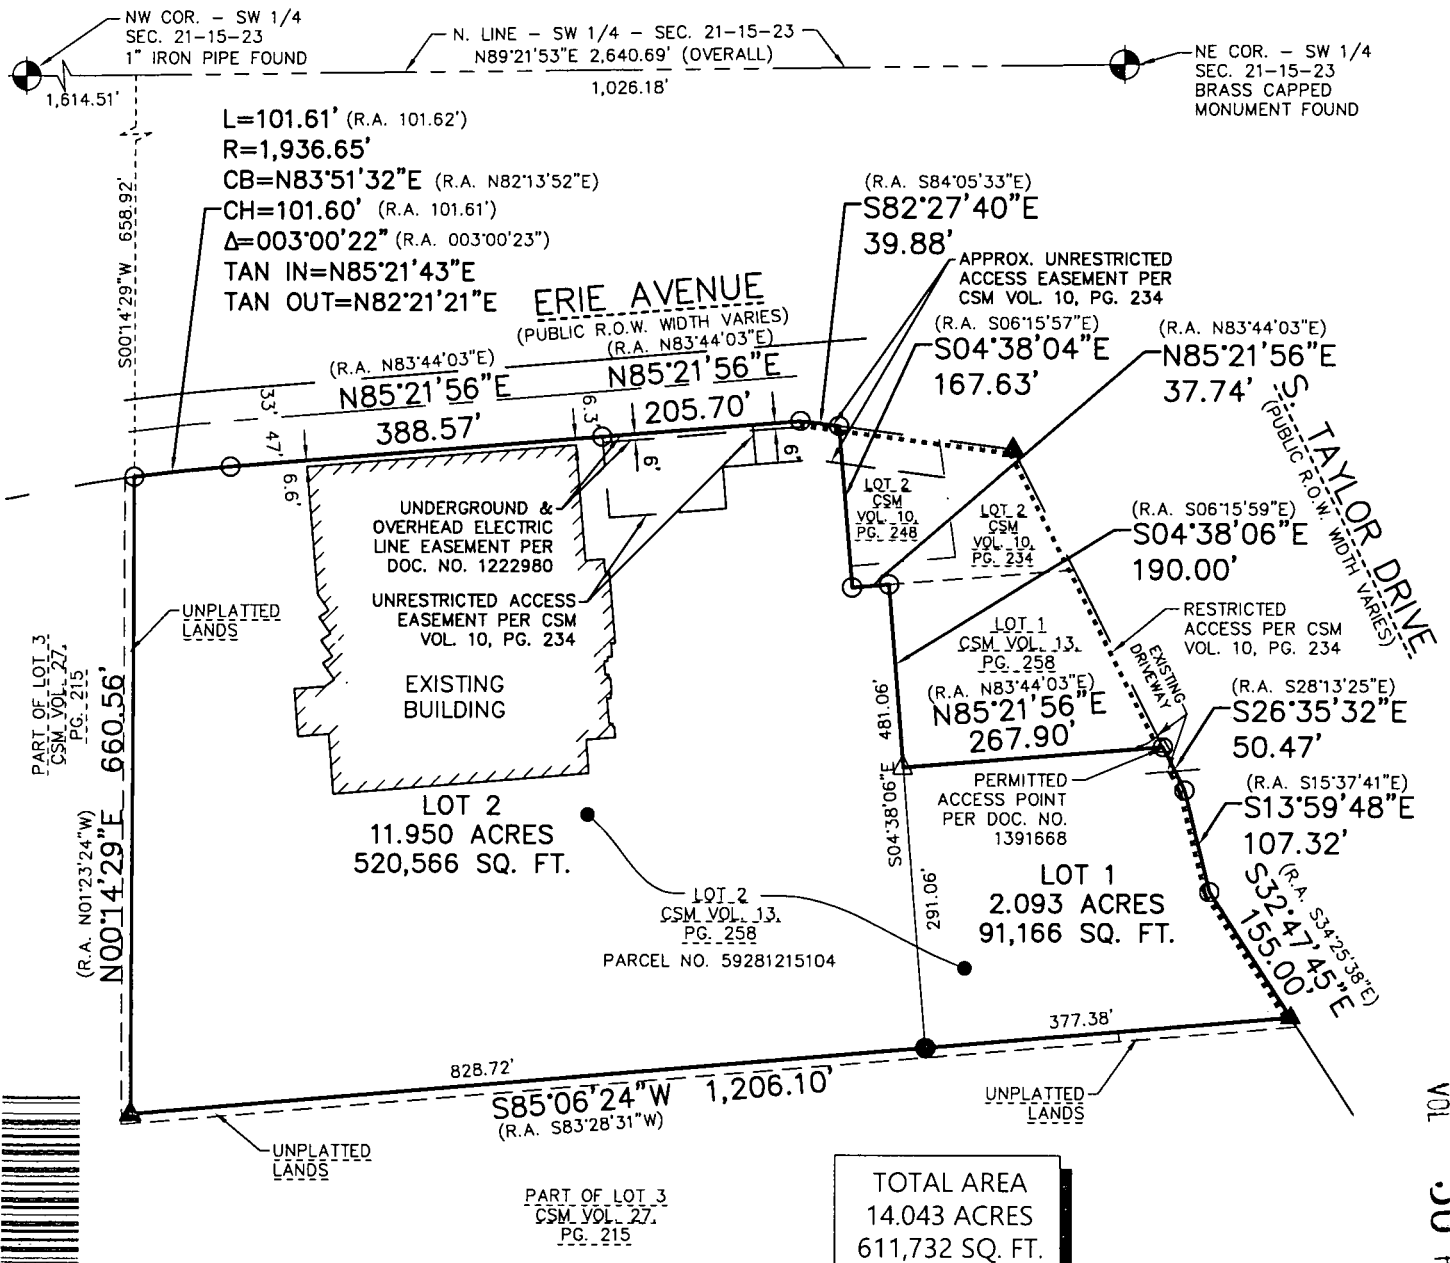 NW COR. - SW 1/4
SEC. 21-15-23
1" IRON PIPE FOUND
N. LINE - SW 1/4 - SEC. 21-15-23
N89°21'53"E 2,640.69' (OVERALL)
NE COR. - SW 1/4
SEC. 21-15-23
BRASS CAPPED
MONUMENT FOUND
1,614.51'
1,026.18'
S00°14'29"W 658.92'
L=101.61' (R.A. 101.62')
R=1,936.65'
CB=N83°51'32"E (R.A. N82°13'52"E)
CH=101.60' (R.A. 101.61')
Δ=003°00'22" (R.A. 003°00'23")
TAN IN=N85°21'43"E
TAN OUT=N82°21'21"E
ERIE AVENUE
(PUBLIC R.O.W. WIDTH VARIES)
(R.A. N83°44'03"E)
N85°21'56"E
388.57'
(R.A. N83°44'03"E)
N85°21'56"E
205.70'
(R.A. S84°05'33"E)
S82°27'40"E
39.88'
APPROX. UNRESTRICTED
ACCESS EASEMENT PER
CSM VOL. 10, PG. 234
(R.A. S06°15'57"E)
S04°38'04"E
167.63'
(R.A. N83°44'03"E)
N85°21'56"E
37.74'
S. TAYLOR DRIVE
(PUBLIC R.O.W. WIDTH VARIES)
33'
47'
6.6'
6.3'
6'
6'
UNDERGROUND &
OVERHEAD ELECTRIC
LINE EASEMENT PER
DOC. NO. 1222980
UNRESTRICTED ACCESS
EASEMENT PER CSM
VOL. 10, PG. 234
EXISTING
BUILDING
LOT 2
CSM
VOL. 10,
PG. 248
LOT 2
CSM
VOL. 10,
PG. 234
(R.A. S06°15'59"E)
S04°38'06"E
190.00'
RESTRICTED
ACCESS PER CSM
VOL. 10, PG. 234
EXISTING
DRIVEWAY
LOT 1
CSM VOL. 13,
PG. 258
(R.A. N83°44'03"E)
N85°21'56"E
267.90'
(R.A. S28°13'25"E)
S26°35'32"E
50.47'
(R.A. S15°37'41"E)
S13°59'48"E
107.32'
(R.A. S34°25'38"E)
S32°47'45"E
155.00'
PERMITTED
ACCESS POINT
PER DOC. NO.
1391668
S04°38'06"E 481.06'
291.06'
UNPLATTED
LANDS
PART OF LOT 3
CSM VOL. 27,
PG. 215
(R.A. N01°23'24"W)
N00°14'29"E 660.56'
LOT 2
11.950 ACRES
520,566 SQ. FT.
LOT 1
2.093 ACRES
91,166 SQ. FT.
LOT 2
CSM VOL. 13,
PG. 258
PARCEL NO. 59281215104
828.72'
377.38'
S85°06'24"W 1,206.10'
(R.A. S83°28'31"W)
UNPLATTED
LANDS
UNPLATTED
LANDS
PART OF LOT 3
CSM VOL. 27,
PG. 215
TOTAL AREA
14.043 ACRES
611,732 SQ. FT.
VOL